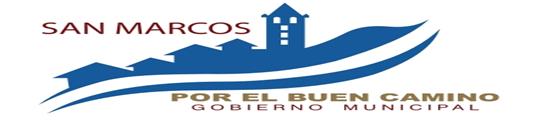 SAN MARCOS
POR EL BUEN CAMINO
GOBIERNO MUNICIPAL